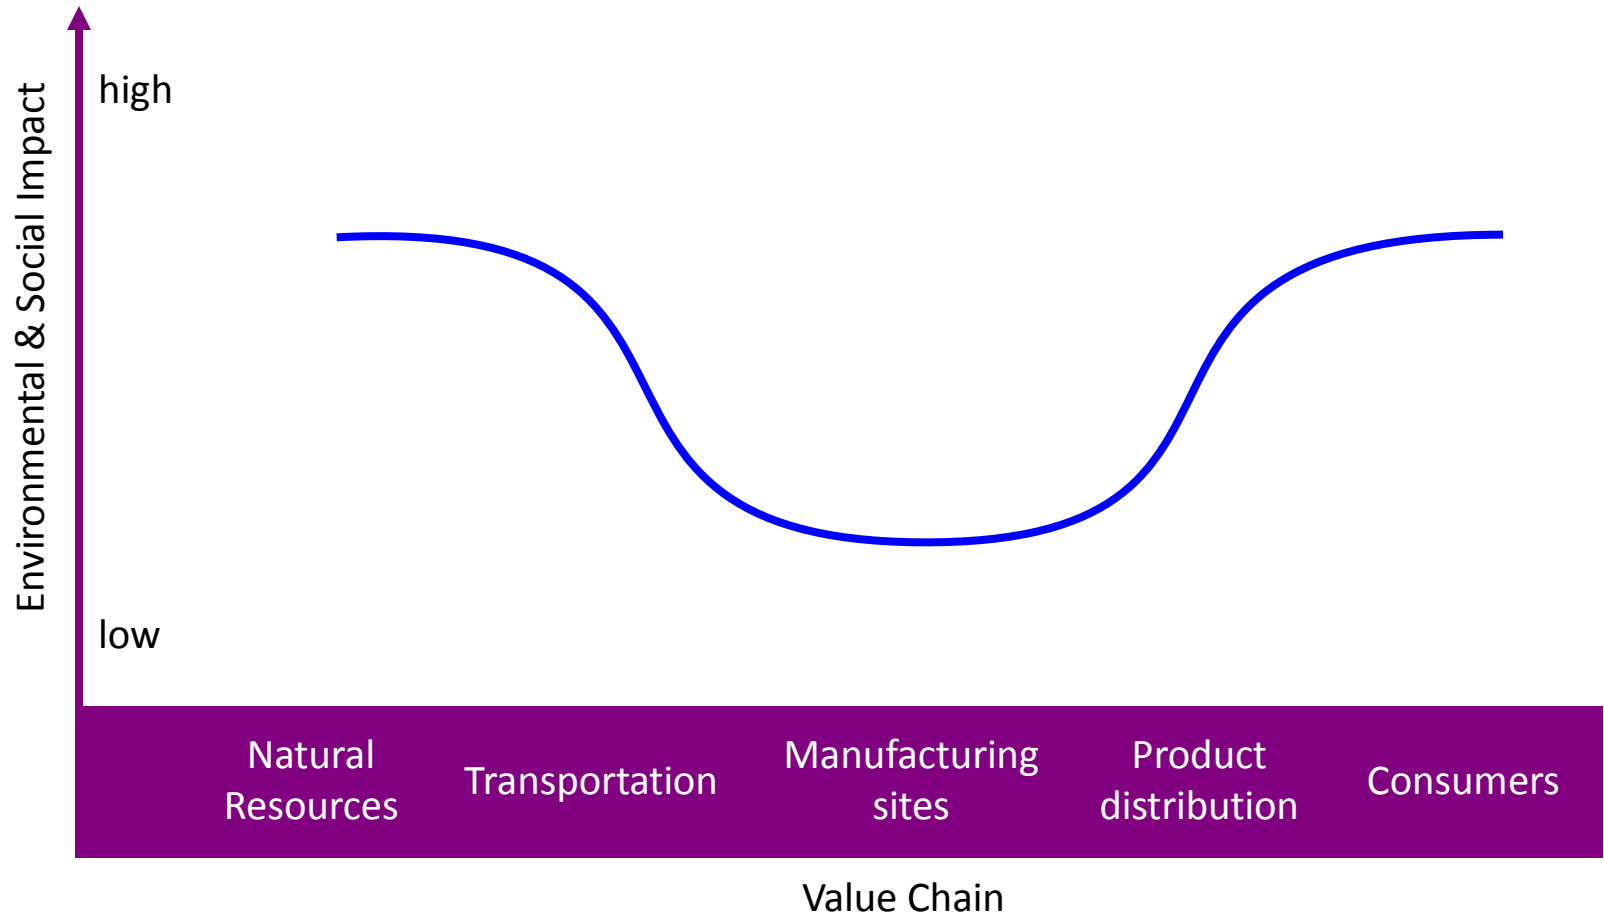 Environmental & Social Impact
high
low
Natural
Resources
Transportation
Manufacturing
sites
Product
distribution
Consumers
Value Chain